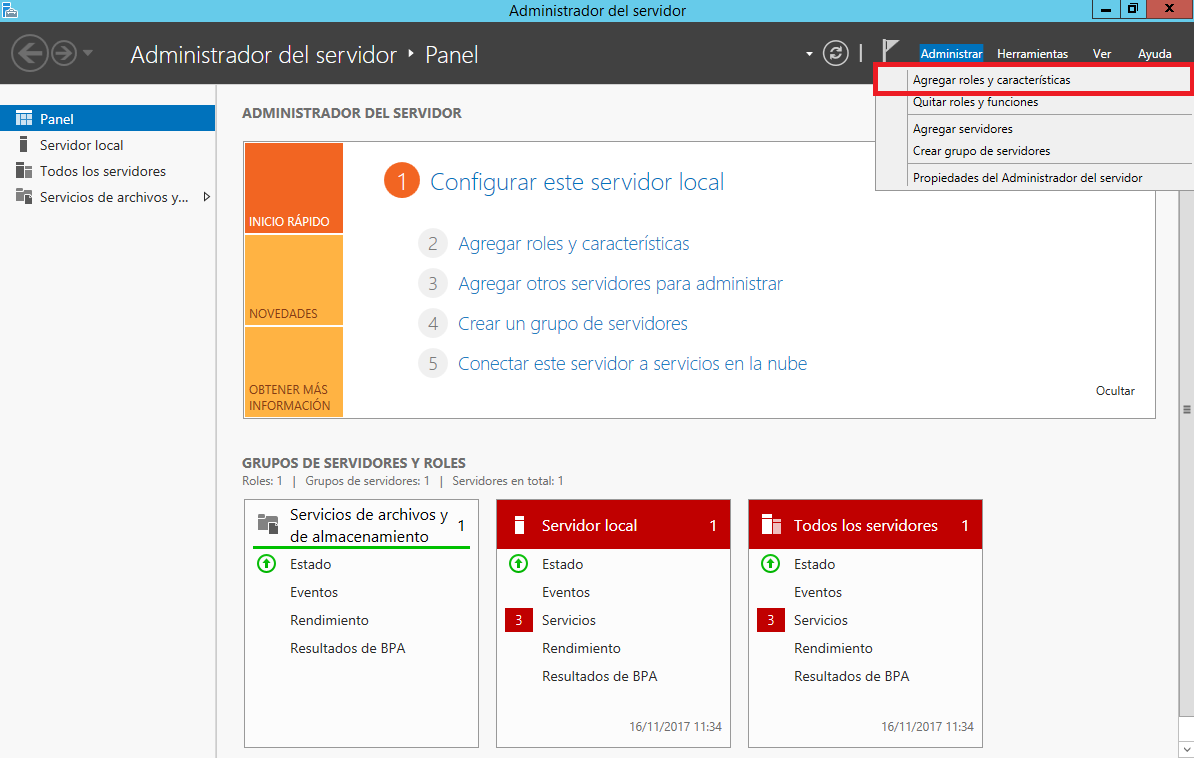 Administrador del servidor
Administrador del servidor ‣ Panel
Administrar Herramientas Ver Ayuda
Agregar roles y características
Quitar roles y funciones
Agregar servidores
Crear grupo de servidores
Propiedades del Administrador del servidor
Panel
Servidor local
Todos los servidores
Servicios de archivos y...
ADMINISTRADOR DEL SERVIDOR
INICIO RÁPIDO
NOVEDADES
OBTENER MÁS
INFORMACIÓN
1 Configurar este servidor local
2 Agregar roles y características
3 Agregar otros servidores para administrar
4 Crear un grupo de servidores
5 Conectar este servidor a servicios en la nube
Ocultar
GRUPOS DE SERVIDORES Y ROLES
Roles: 1 | Grupos de servidores: 1 | Servidores en total: 1
Servicios de archivos y
de almacenamiento 1
Estado
Eventos
Rendimiento
Resultados de BPA
Servidor local 1
Estado
Eventos
3 Servicios
Rendimiento
Resultados de BPA
16/11/2017 11:34
Todos los servidores 1
Estado
Eventos
3 Servicios
Rendimiento
Resultados de BPA
16/11/2017 11:34